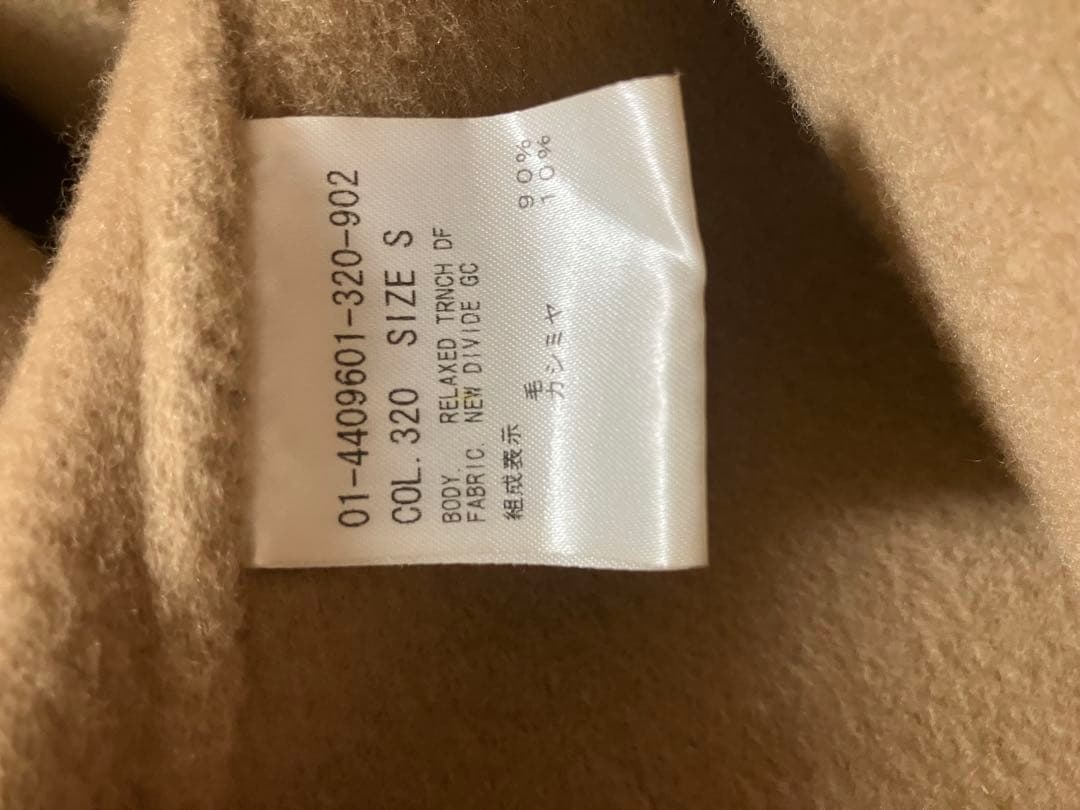 01-4409601-320-902
COL. 320 SIZE S
BODY. RELAXED TRNCH DF
FABRIC. NEW DIVIDE GC
組成表示
毛 90%
カシミヤ 10%